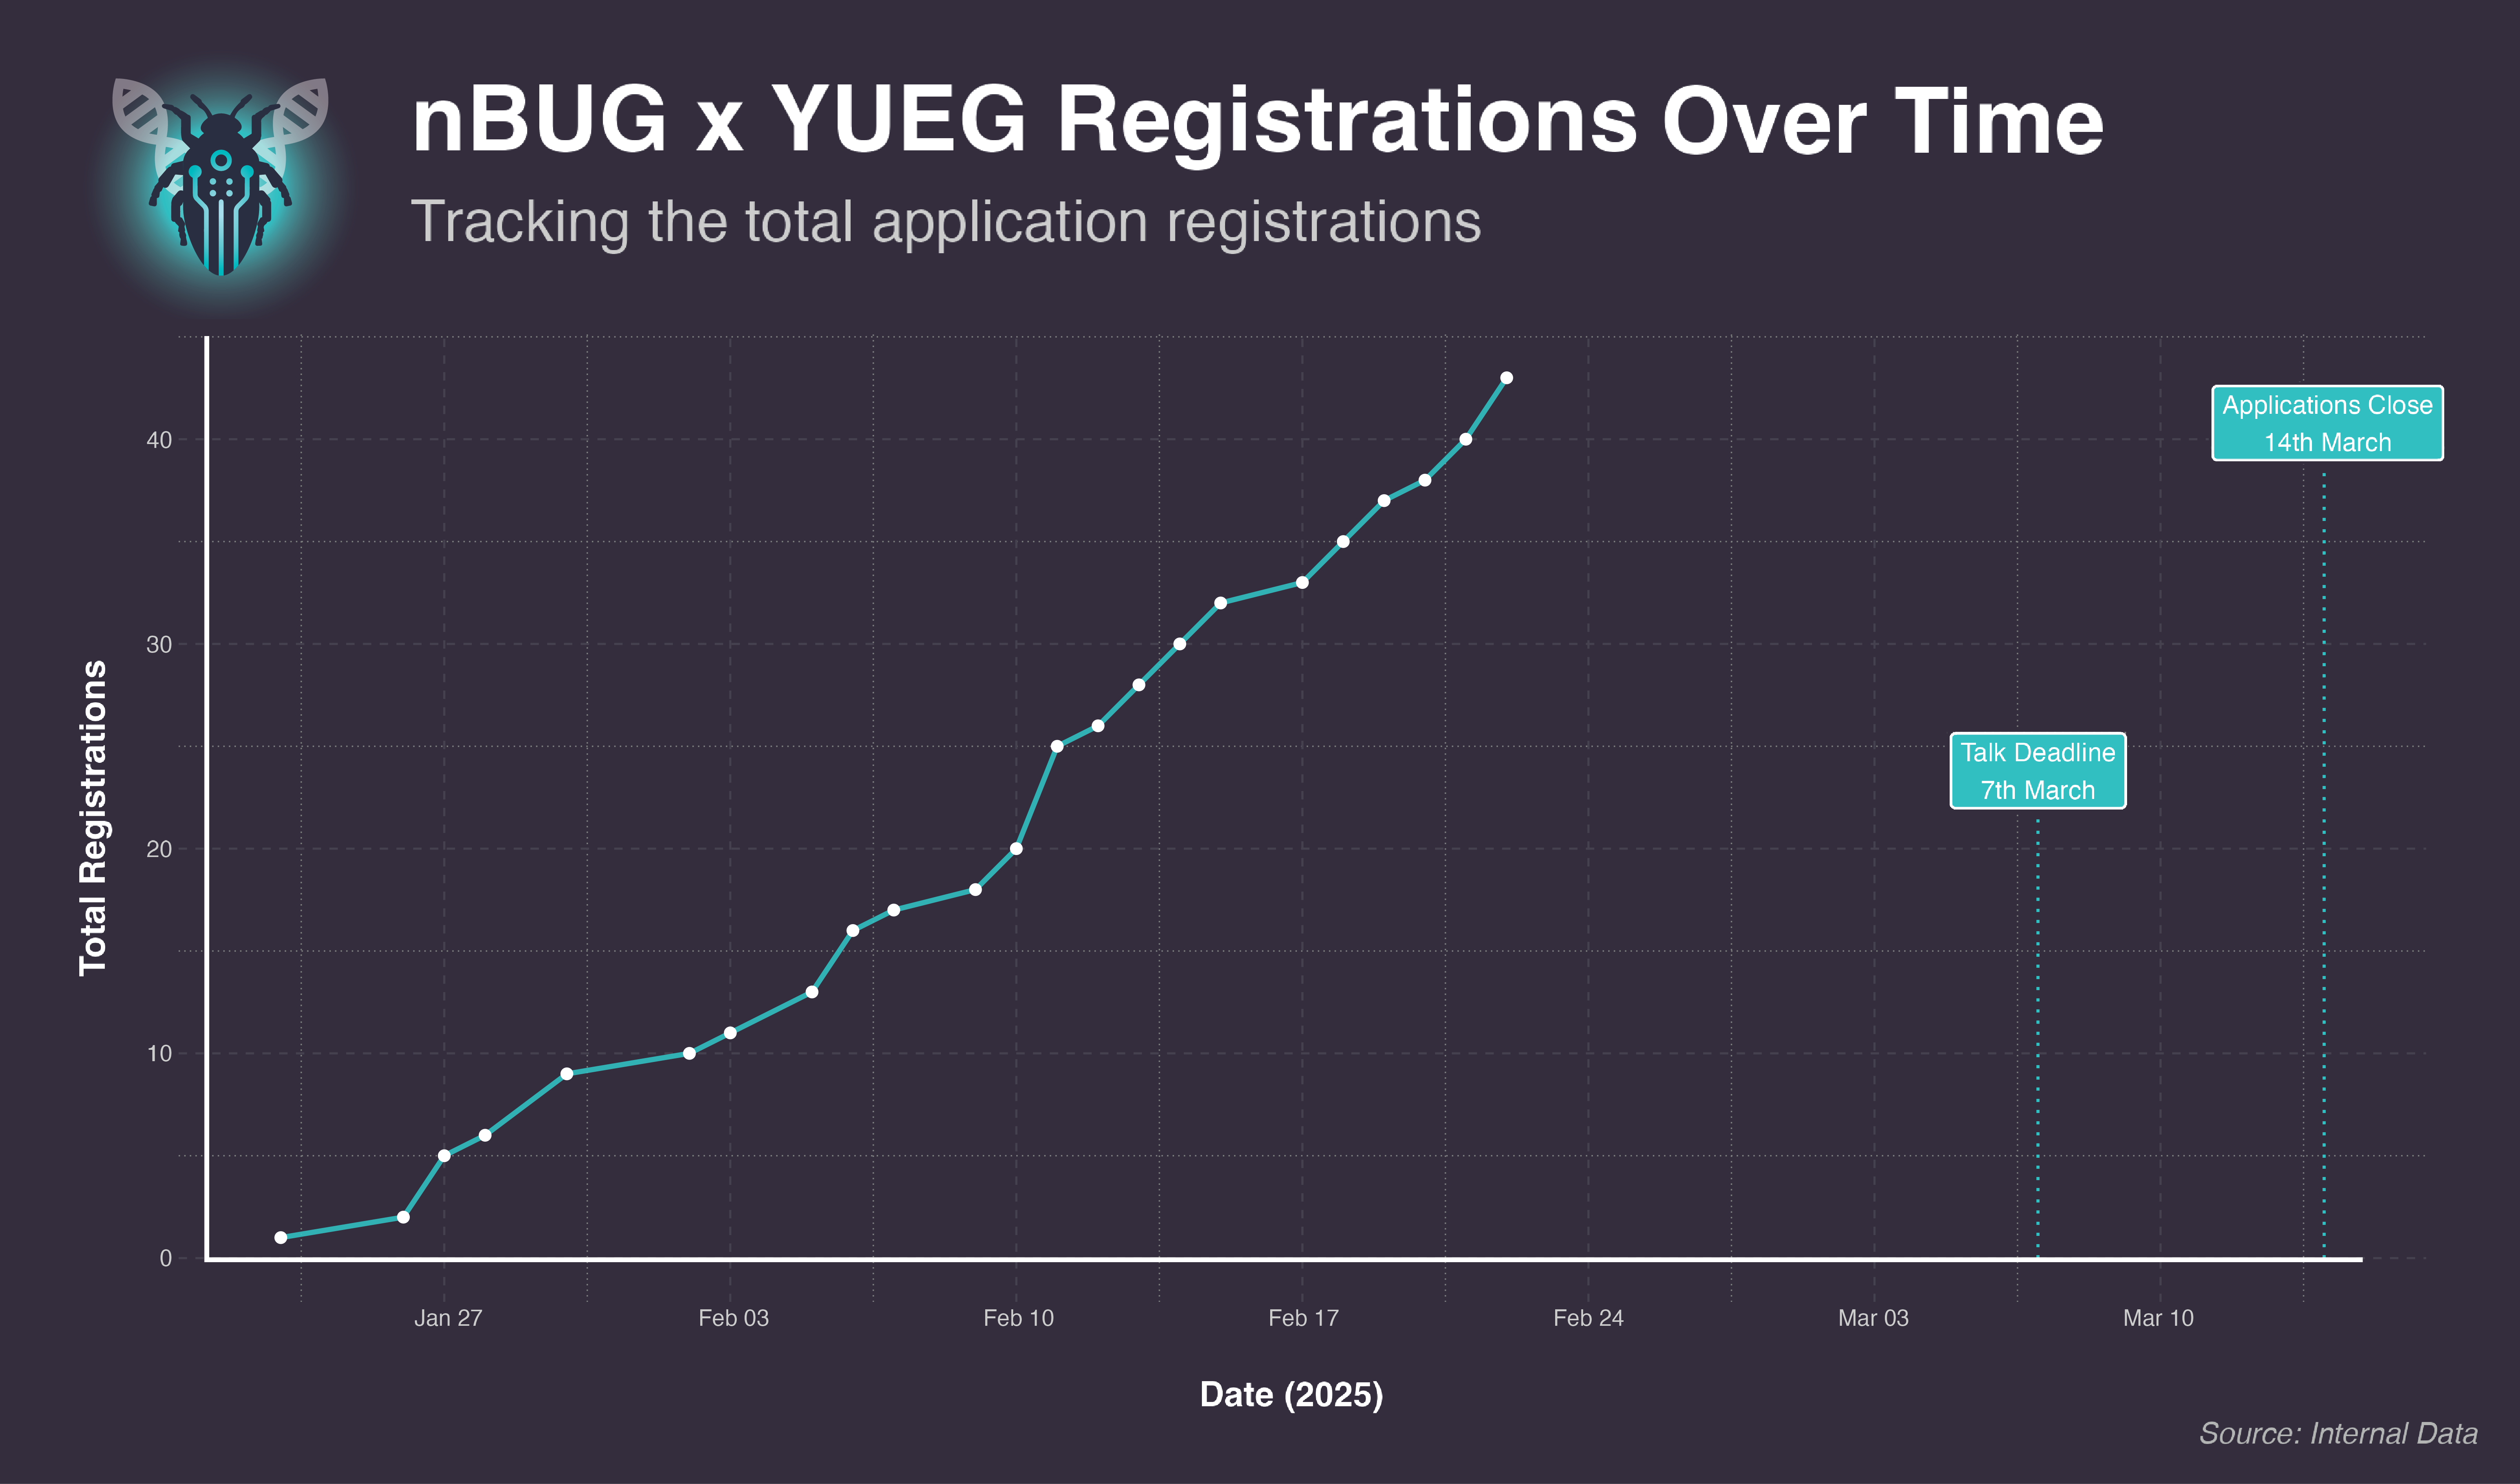 nBUG x YUEG Registrations Over Time
Tracking the total application registrations
Total Registrations
40
30
20
10
0
Applications Close
14th March
Talk Deadline
7th March
Jan 27
Feb 03
Feb 10
Feb 17
Feb 24
Mar 03
Mar 10
Date (2025)
Source: Internal Data